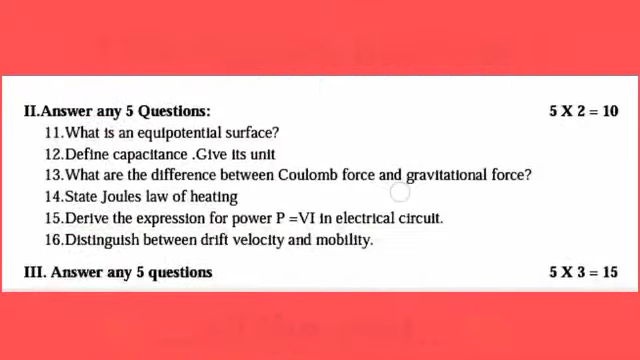 II.Answer any 5 Questions: 5 X 2 = 10
11.What is an equipotential surface?
12.Define capacitance .Give its unit
13.What are the difference between Coulomb force and gravitational force?
14.State Joules law of heating
15.Derive the expression for power P =VI in electrical circuit.
16.Distinguish between drift velocity and mobility.
III. Answer any 5 questions 5 X 3 = 15